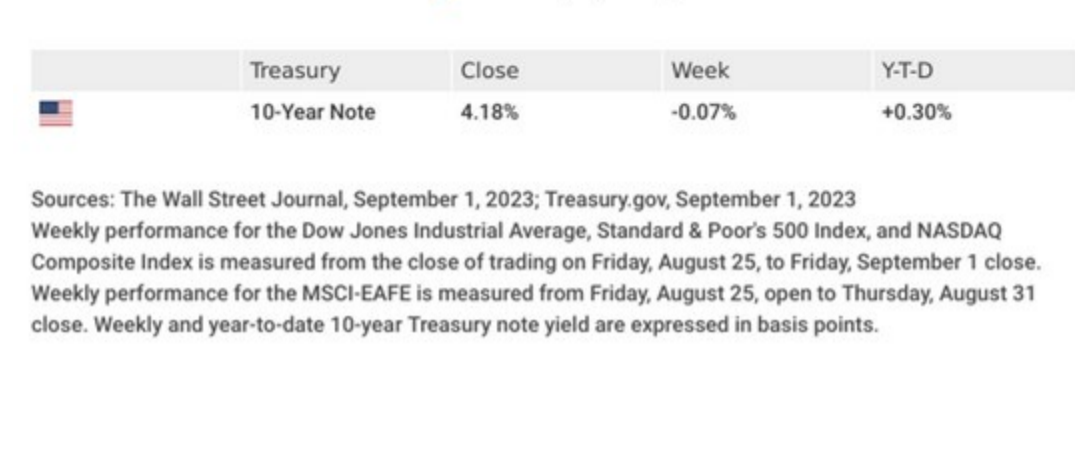 Treasury Close Week Y-T-D
10-Year Note 4.18% -0.07% +0.30%
Sources: The Wall Street Journal, September 1, 2023; Treasury.gov, September 1, 2023
Weekly performance for the Dow Jones Industrial Average, Standard & Poor's 500 Index, and NASDAQ
Composite Index is measured from the close of trading on Friday, August 25, to Friday, September 1 close.
Weekly performance for the MSCI-EAFE is measured from Friday, August 25, open to Thursday, August 31
close. Weekly and year-to-date 10-year Treasury note yield are expressed in basis points.